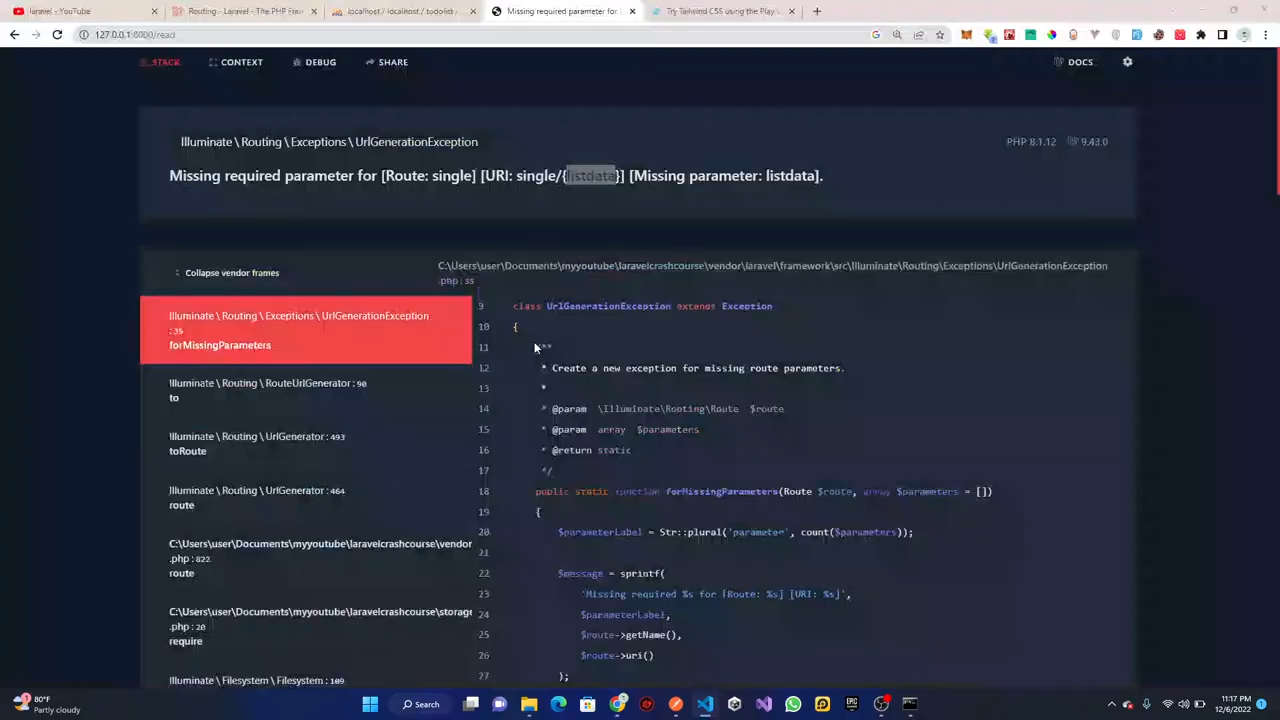 laravel - YouTube
Routing - Laravel - The PHP Fram
localhost / localhost / todolist
Missing required parameter for
Try Tailwind CSS using the Play
127.0.0.1:8000/read
STACK
CONTEXT
DEBUG
SHARE
DOCS
Illuminate \ Routing \ Exceptions \ UrlGenerationException
PHP 8.1.12
9.43.0
Missing required parameter for [Route: single] [URI: single/{listdata}] [Missing parameter: listdata].
Collapse vendor frames
Illuminate \ Routing \ Exceptions \ UrlGenerationException
: 35
forMissingParameters
Illuminate \ Routing \ RouteUrlGenerator : 90
to
Illuminate \ Routing \ UrlGenerator : 493
toRoute
Illuminate \ Routing \ UrlGenerator : 464
route
C:\Users\user\Documents\myyoutube\laravelcrashcourse\vendor
.php : 822
route
C:\Users\user\Documents\myyoutube\laravelcrashcourse\storage
.php : 20
require
Illuminate \ Filesystem \ Filesystem : 109
C:\Users\user\Documents\myyoutube\laravelcrashcourse\vendor\laravel\framework\src\Illuminate\Routing\Exceptions\UrlGenerationException
.php : 35
9 class UrlGenerationException extends Exception
10 {
11 /**
12 * Create a new exception for missing route parameters.
13 *
14 * @param \Illuminate\Routing\Route $route
15 * @param array $parameters
16 * @return static
17 */
18 public static function forMissingParameters(Route $route, array $parameters = [])
19 {
20 $parameterLabel = Str::plural('parameter', count($parameters));
21
22 $message = sprintf(
23 'Missing required %s for [Route: %s] [URI: %s]',
24 $parameterLabel,
25 $route->getName(),
26 $route->uri()
27 );
80°F
Partly cloudy
Search
11:17 PM
12/6/2022